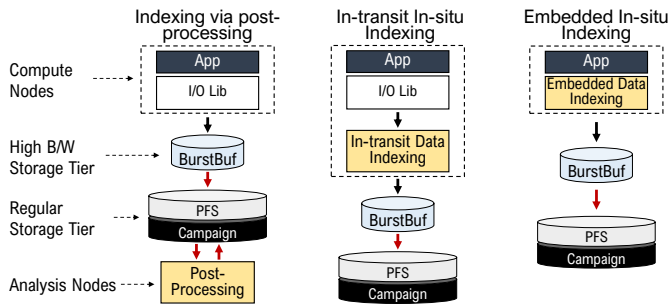 Indexing via post-
processing
In-transit In-situ
Indexing
Embedded In-situ
Indexing
Compute
Nodes
High B/W
Storage Tier
Regular
Storage Tier
Analysis Nodes
App
I/O Lib
BurstBuf
PFS
Campaign
Post-
Processing
App
I/O Lib
In-transit Data
Indexing
BurstBuf
PFS
Campaign
App
Embedded Data
Indexing
BurstBuf
PFS
Campaign